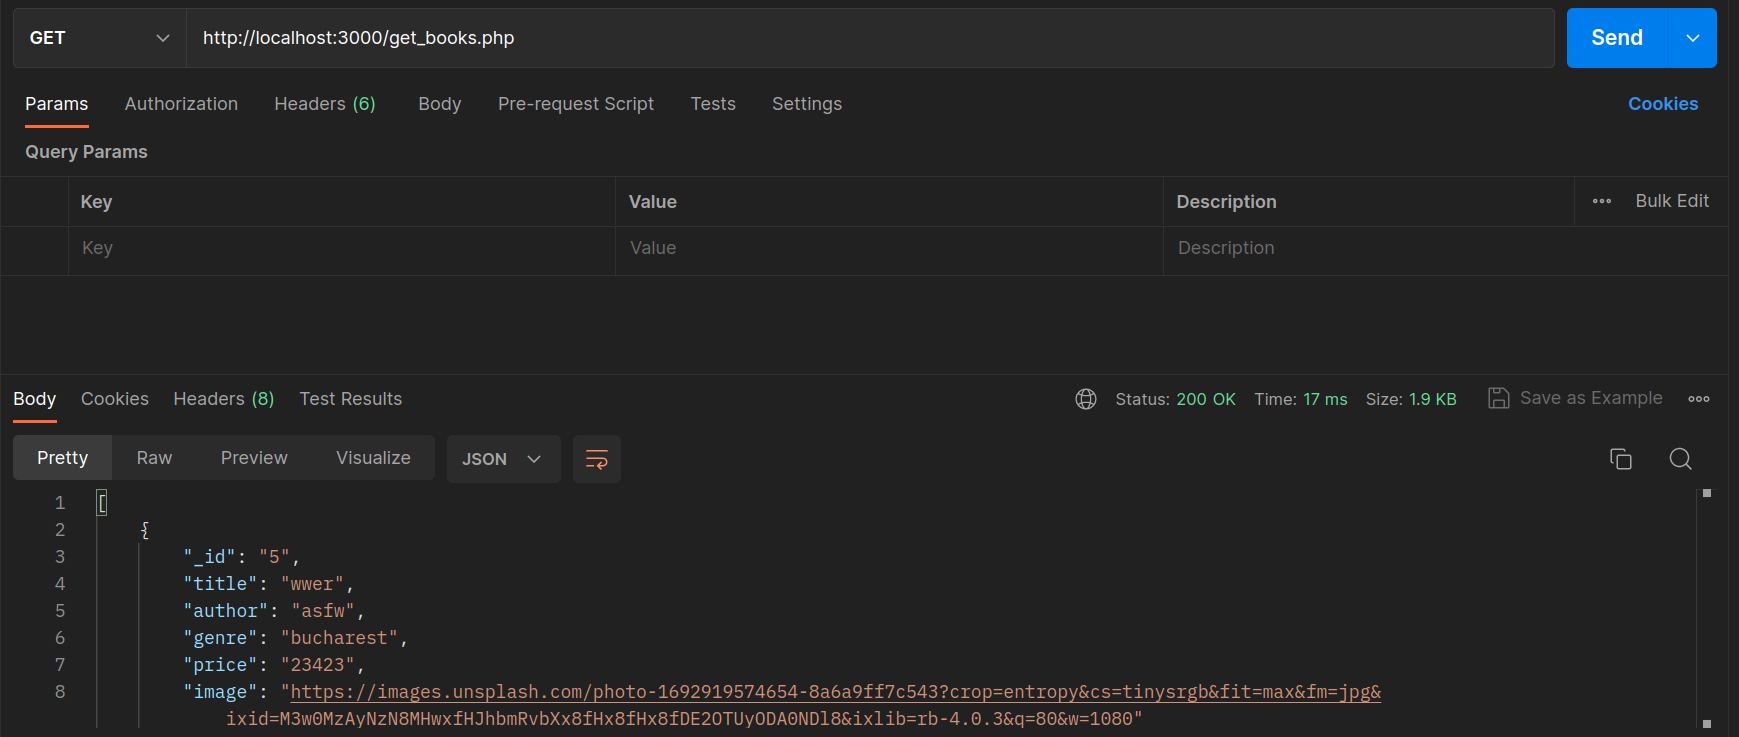 GET http://localhost:3000/get_books.php Send
Params Authorization Headers (6) Body Pre-request Script Tests Settings Cookies
Query Params
Key Value Description Bulk Edit
Key Value Description
Body Cookies Headers (8) Test Results Status: 200 OK Time: 17 ms Size: 1.9 KB Save as Example
Pretty Raw Preview Visualize JSON
1 [
2 {
3 "_id": "5",
4 "title": "wwer",
5 "author": "asfw",
6 "genre": "bucharest",
7 "price": "23423",
8 "image": "https://images.unsplash.com/photo-1692919574654-8a6a9ff7c543?crop=entropy&cs=tinysrgb&fit=max&fm=jpg&
ixid=M3w0MzAyNzN8MHwxfHJhbmRvbXx8fHx8fHx8fDE2OTUyODA0NDl8&ixlib=rb-4.0.3&q=80&w=1080"